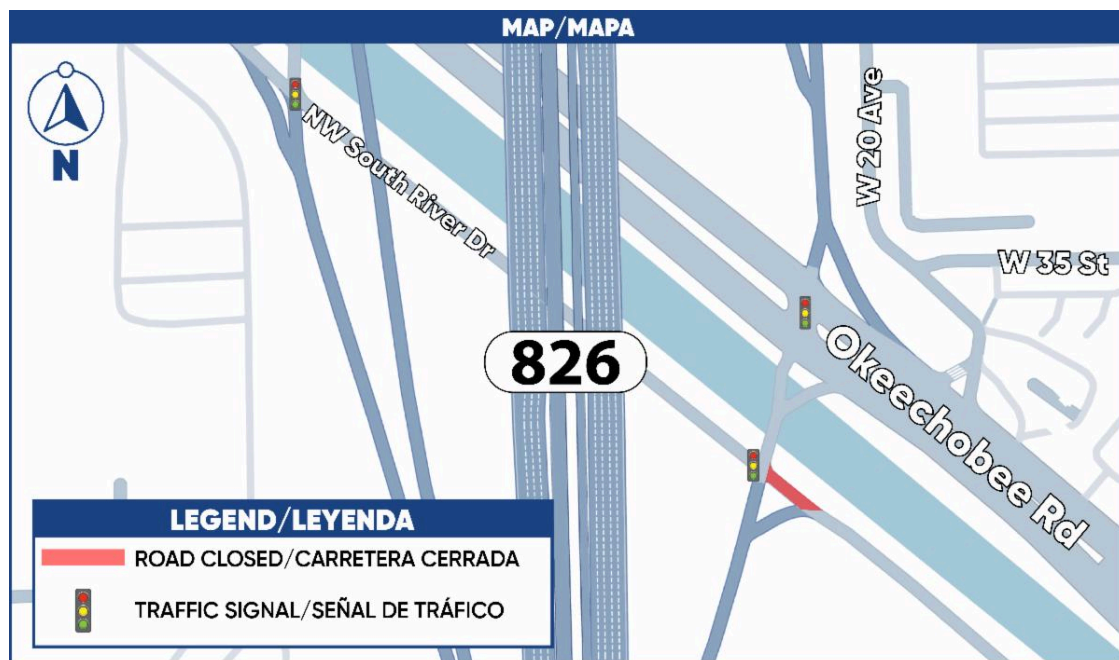 MAP/MAPA
N
NW South River Dr
W 20 Ave
W 35 St
826
Okeechobee Rd
LEGEND/LEYENDA
ROAD CLOSED/CARRETERA CERRADA
TRAFFIC SIGNAL/SEÑAL DE TRÁFICO